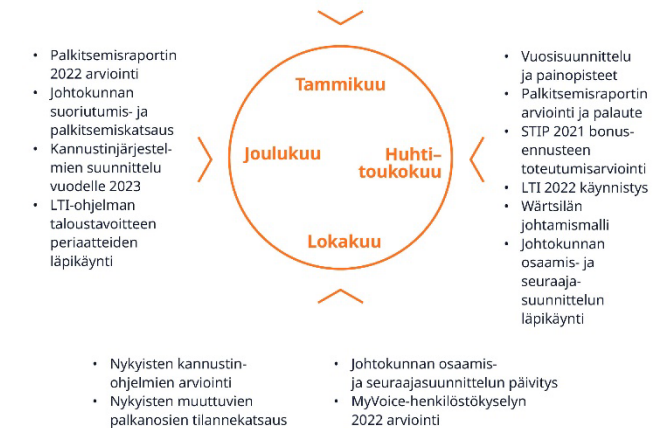 • Palkitsemisraportin
2022 arviointi
• Johtokunnan
suoriutumis- ja
palkitsemiskatsaus
• Kannustinjärjestel-
mien suunnittelu
vuodelle 2023
• LTI-ohjelman
taloustavoitteen
periaatteiden
läpikäynti
Tammikuu
Joulukuu
Huhti–
toukokuu
Lokakuu
• Vuosisuunnittelu
ja painopisteet
• Palkitsemisraportin
arviointi ja palaute
• STIP 2021 bonus-
ennusteen
toteutumisarviointi
• LTI 2022 käynnistys
• Wärtsilän
johtamismalli
• Johtokunnan
osaamis- ja
seuraaja-
suunnittelun
läpikäynti
• Nykyisten kannustin-
ohjelmien arviointi
• Nykyisten muuttuvien
palkanosien tilannekatsaus
• Johtokunnan osaamis-
ja seuraajasuunnittelun päivitys
• MyVoice-henkilöstökyselyn
2022 arviointi